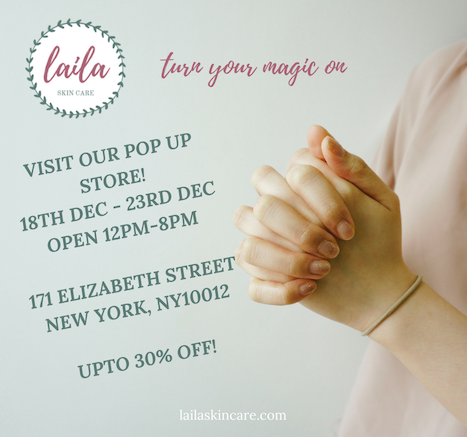 laila
SKIN CARE
turn your magic on
VISIT OUR POP UP
STORE!
18TH DEC - 23RD DEC
OPEN 12PM-8PM
171 ELIZABETH STREET
NEW YORK, NY10012
UPTO 30% OFF!
lailaskincare.com